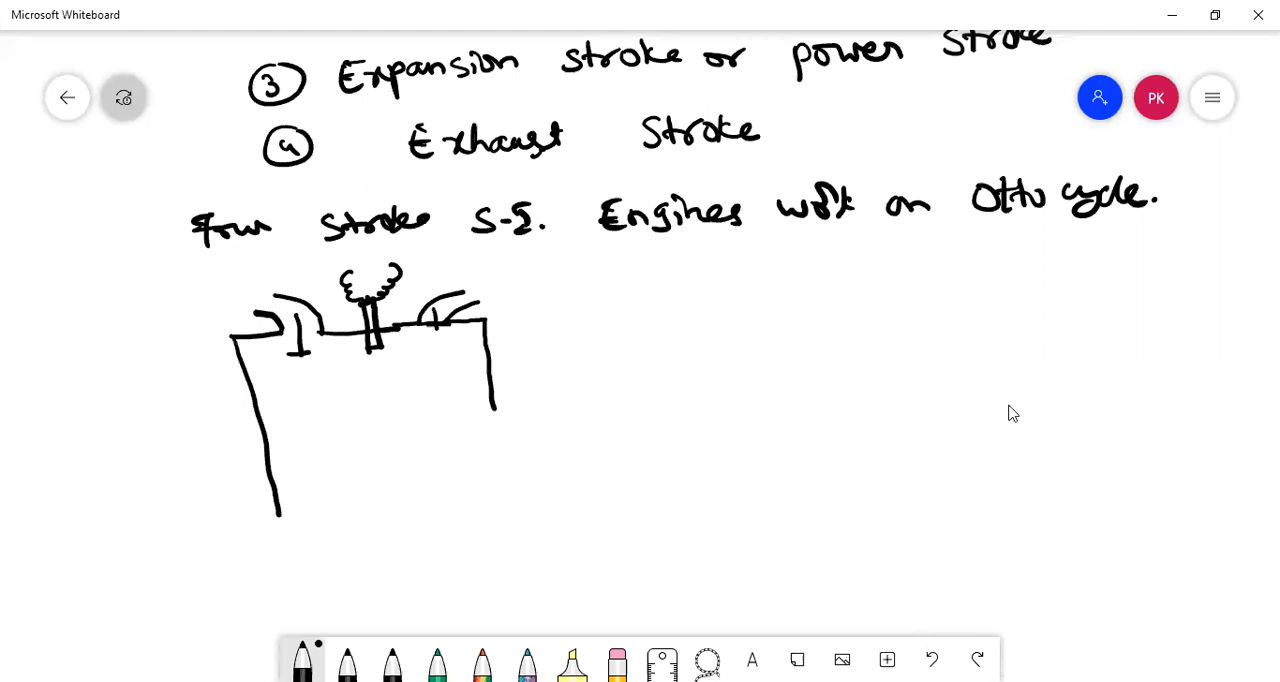 Microsoft Whiteboard
③ Expansion stroke or power stroke
PK
④ Exhaust Stroke
Four stroke S-I. Engines work on Otto cycle.
A